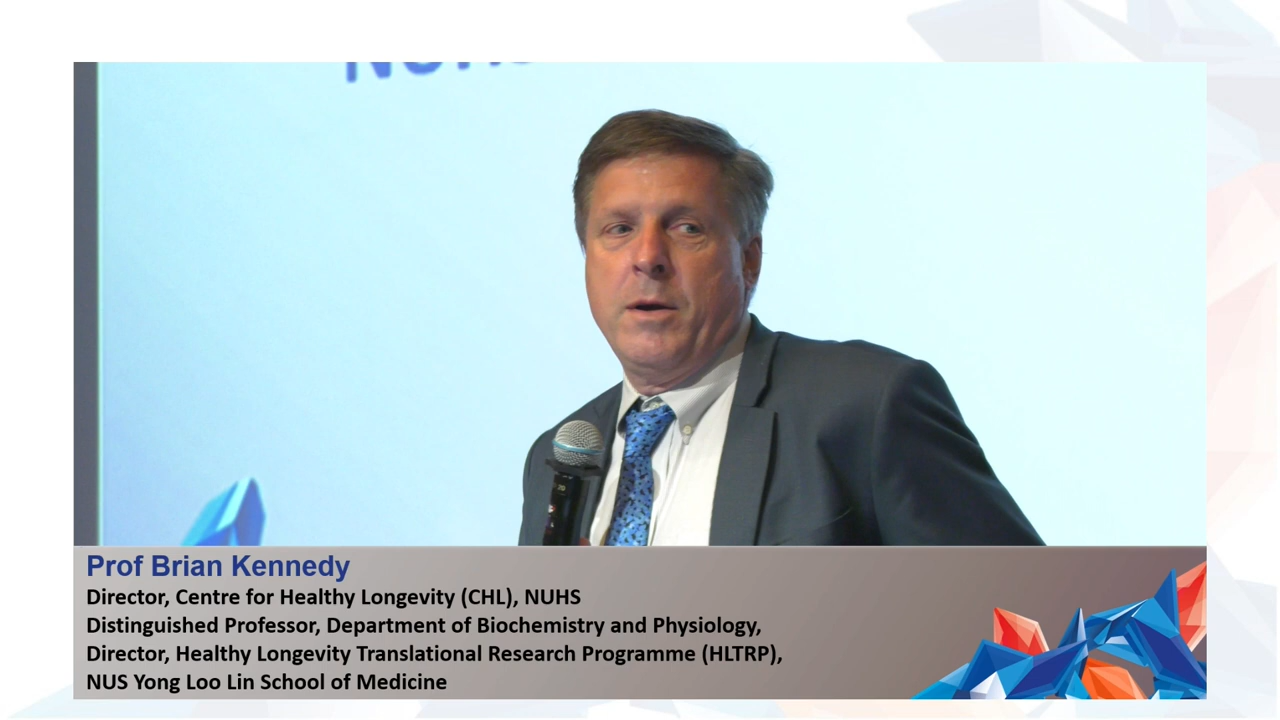 Prof Brian Kennedy
Director, Centre for Healthy Longevity (CHL), NUHS
Distinguished Professor, Department of Biochemistry and Physiology,
Director, Healthy Longevity Translational Research Programme (HLTRP),
NUS Yong Loo Lin School of Medicine